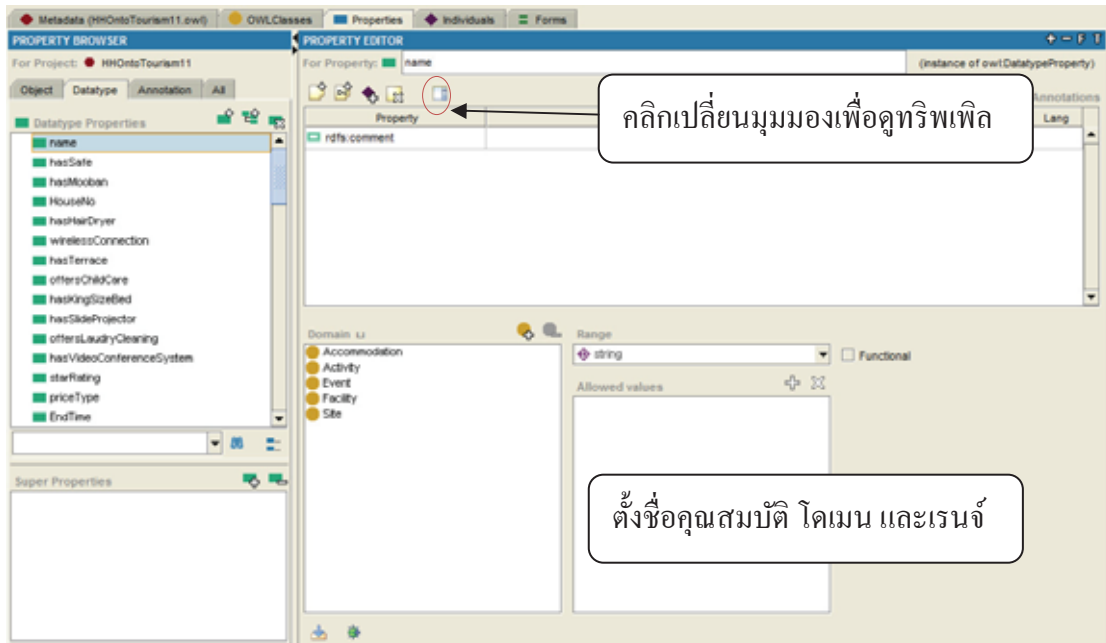 Metadata (HHOntoTourism11.owl) OWLClasses Properties Individuals Forms
PROPERTY BROWSER
For Project: HHOntoTourism11
Object Datatype Annotation All
Datatype Properties
name
hasSafe
hasMooban
HouseNo
hasHairDryer
wirelessConnection
hasTerrace
offersChildCare
hasKingSizeBed
hasSlideProjector
offersLaudryCleaning
hasVideoConferenceSystem
starRating
priceType
EndTime
Super Properties
PROPERTY EDITOR
For Property: name (instance of owl:DatatypeProperty)
Annotations
Property Lang
rdfs:comment
คลิกเปลี่ยนมุมมองเพื่อดูทริพเพิล
Domain
Accommodation
Activity
Event
Facility
Site
Range
string
Functional
Allowed values
ตั้งชื่อคุณสมบัติ โดเมน และเรนจ์